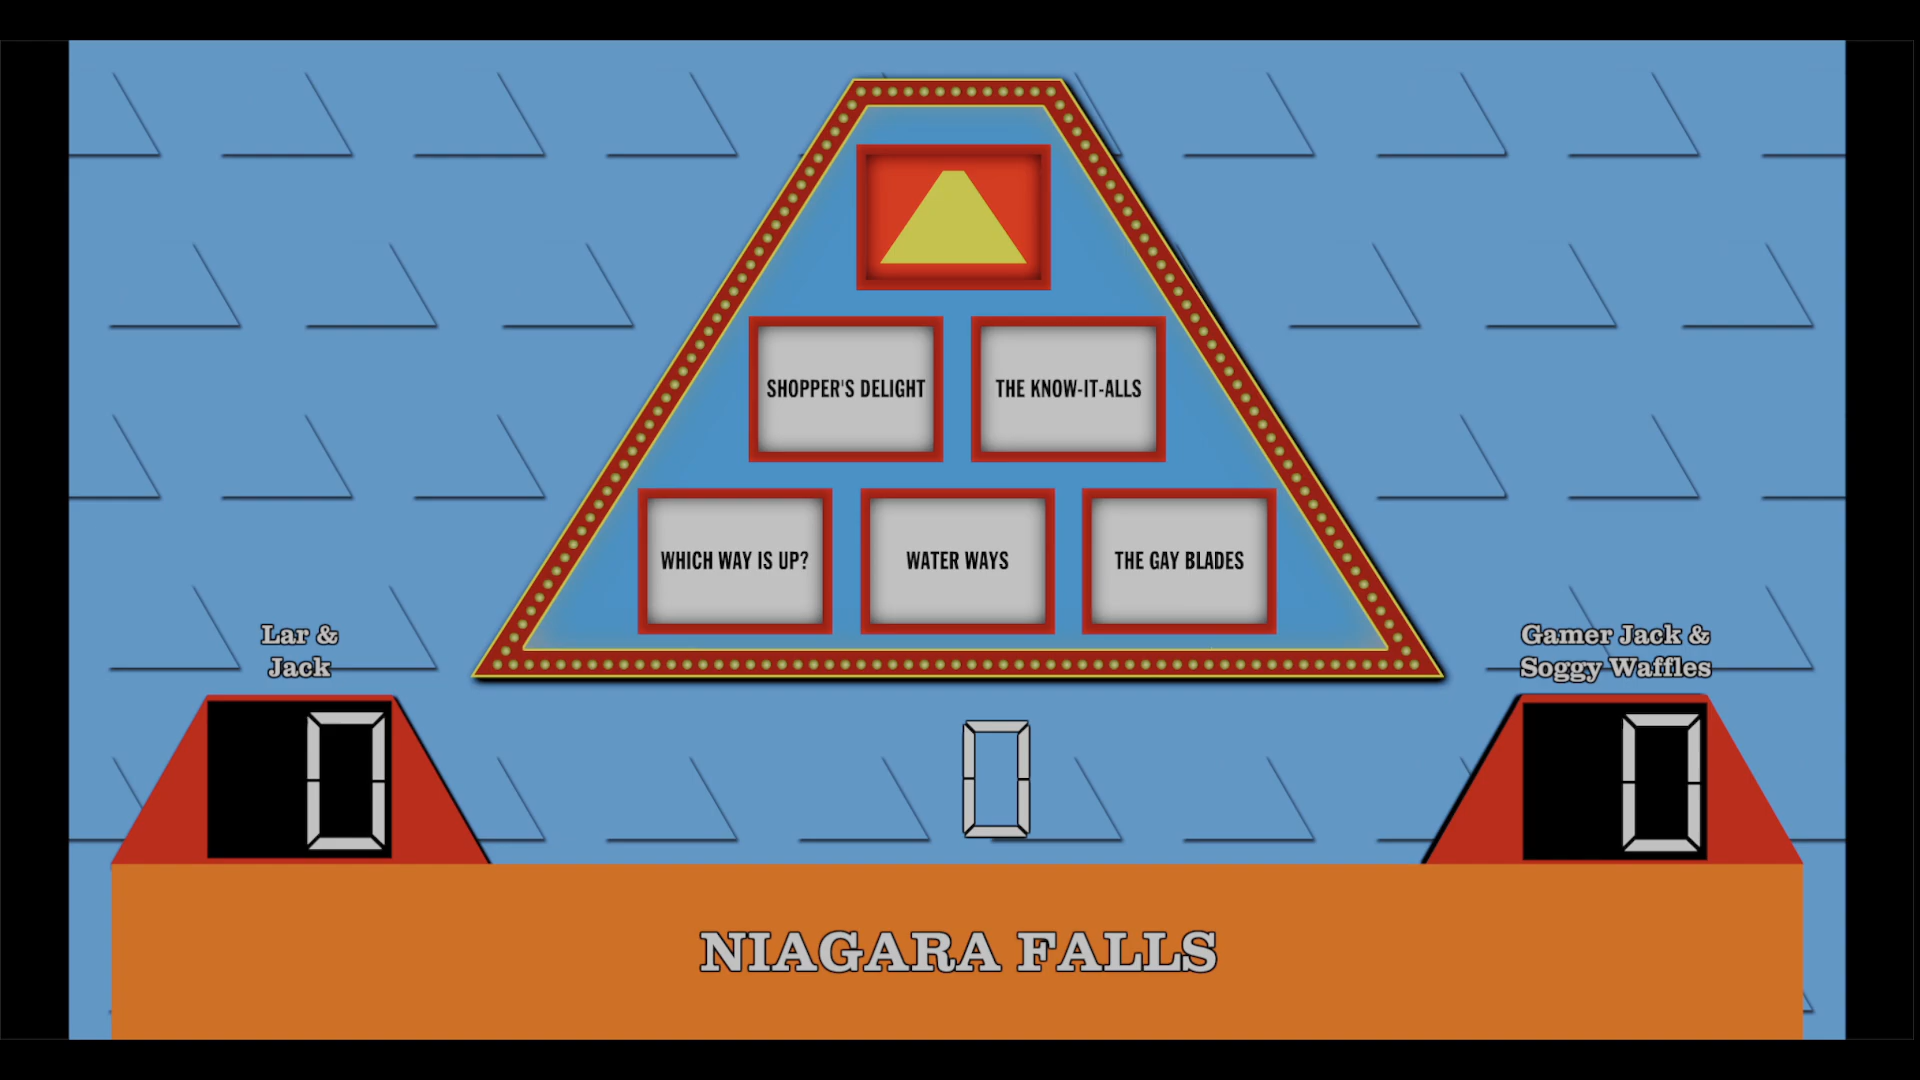 SHOPPER'S DELIGHT
THE KNOW-IT-ALLS
WHICH WAY IS UP?
WATER WAYS
THE GAY BLADES
Lar &
Jack
Gamer Jack &
Soggy Waffles
0
0
0
NIAGARA FALLS